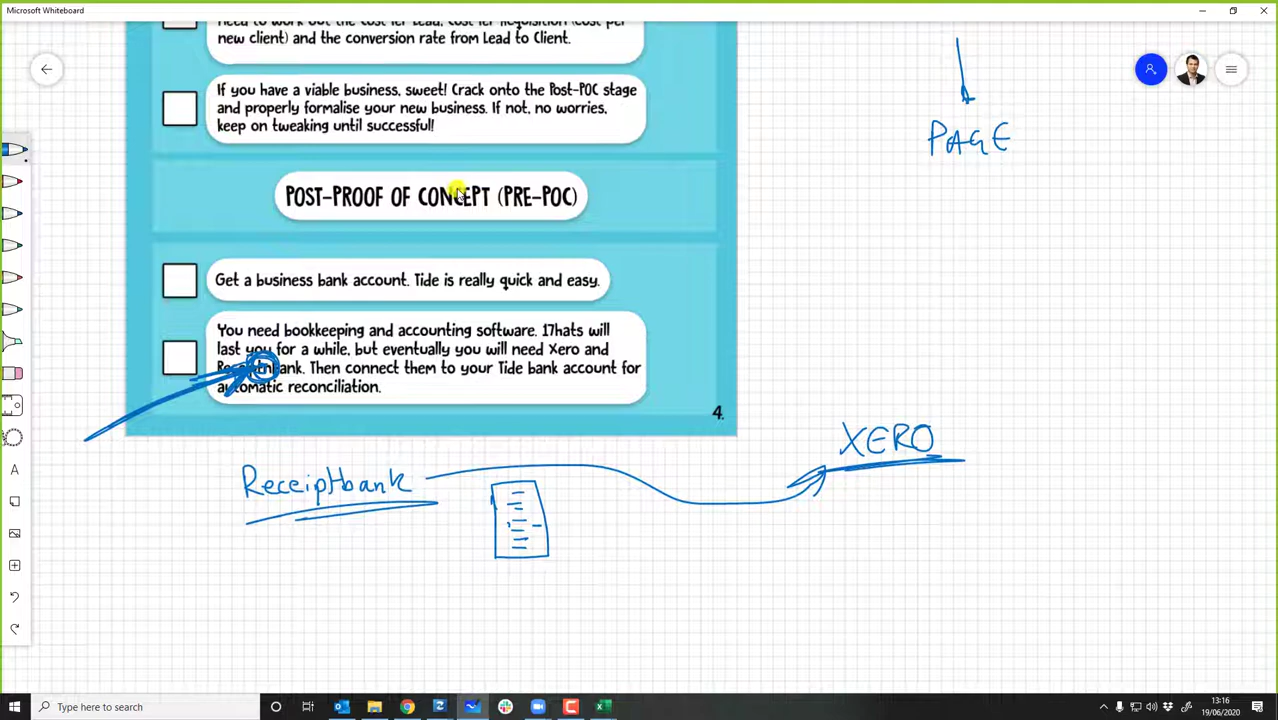 Microsoft Whiteboard
need to work out the Cost Per Lead, Cost Per Acquisition (Cost per
new client) and the conversion rate from Lead to Client.
If you have a viable business, sweet! Crack onto the Post-POC stage
and properly formalise your new business. If not, no worries,
keep on tweaking until successful!
PAGE
POST-PROOF OF CONCEPT (PRE-POC)
Get a business bank account. Tide is really quick and easy.
You need bookkeeping and accounting software. 17hats will
last you for a while, but eventually you will need Xero and
Then connect them to your Tide bank account for
automatic reconciliation.
4.
XERO
Receiptbank
A
Type here to search
13:16
19/06/2020